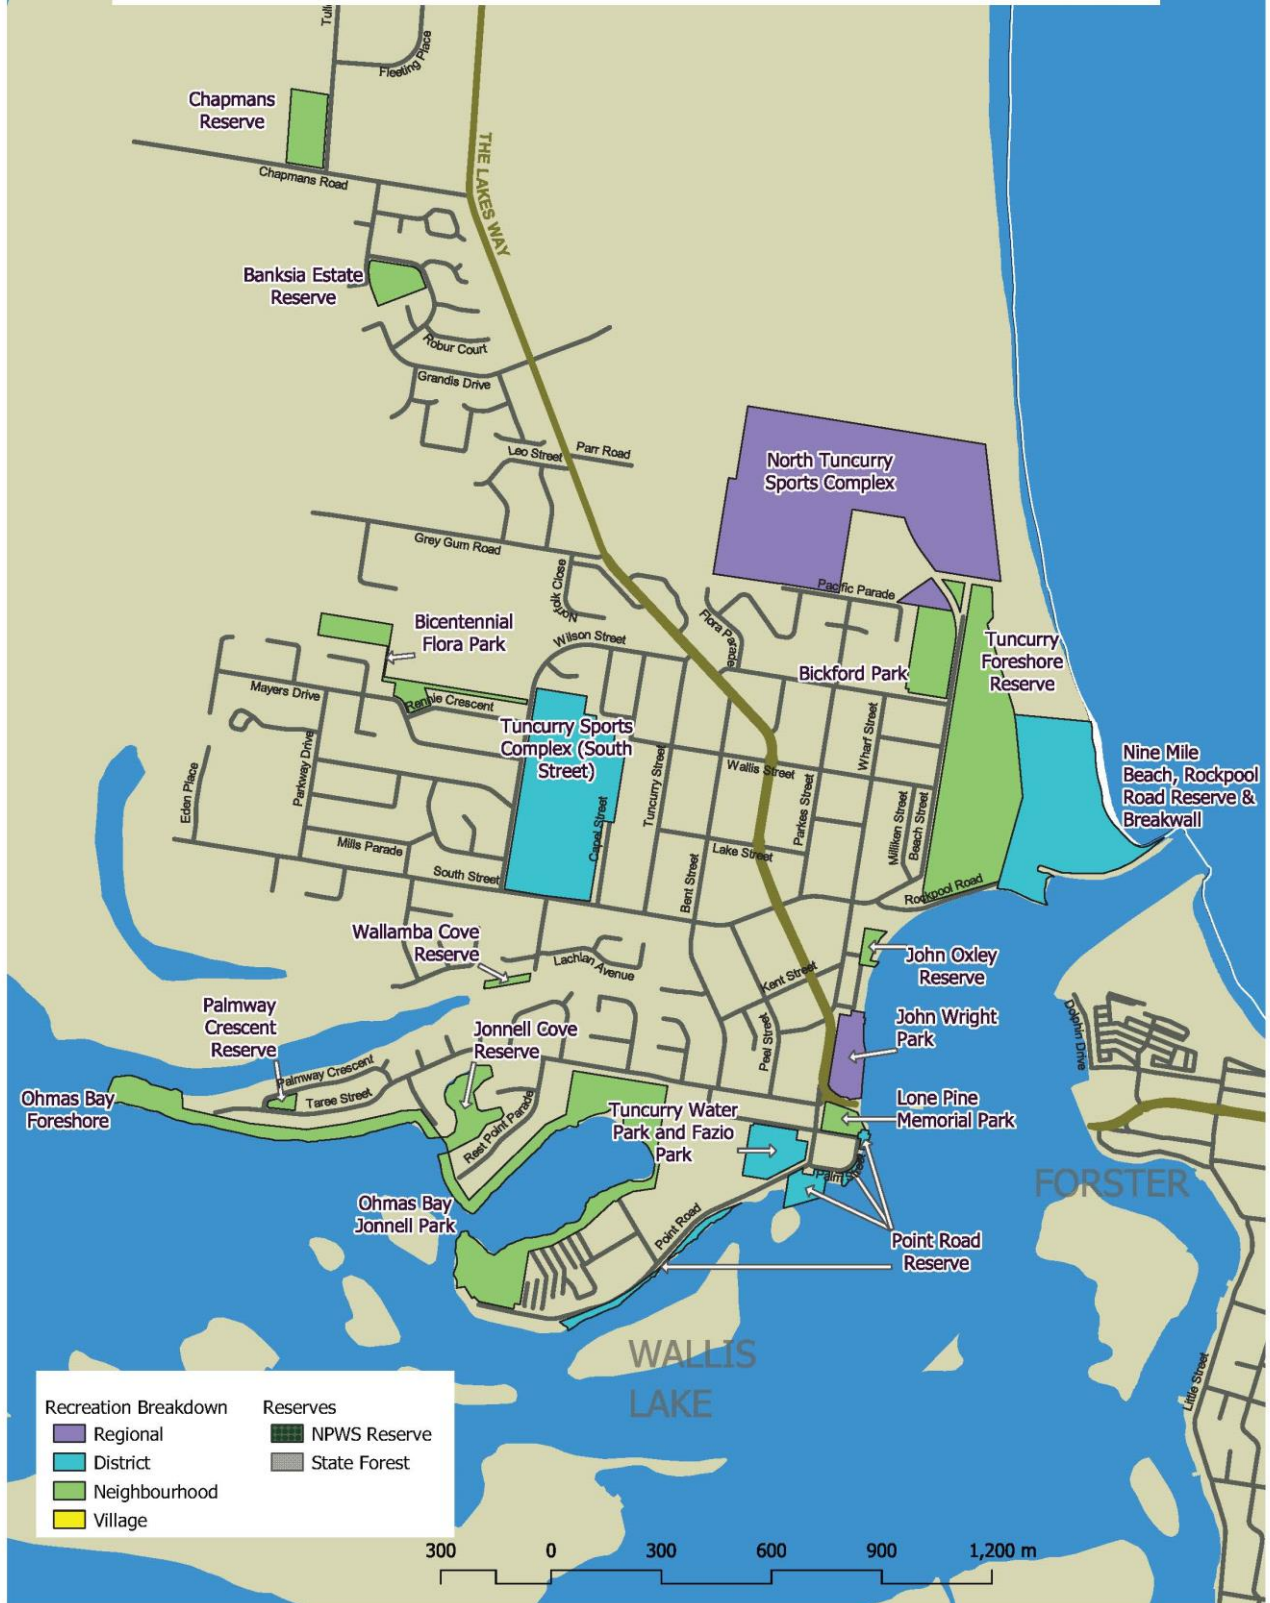 Fleeting Place
Chapmans
Reserve
Chapmans Road
THE LAKES WAY
Banksia Estate
Reserve
Robur Court
Grandis Drive
Leo Street
Parr Road
North Tuncurry
Sports Complex
Grey Gum Road
Norfolk Close
Pacific Parade
Flora Parade
Bicentennial
Flora Park
Wilson Street
Tuncurry
Foreshore
Reserve
Bickford Park
Mayers Drive
Rennie Crescent
Tuncurry Sports
Complex (South
Street)
Wharf Street
Eden Place
Parkway Drive
Tuncurry Street
Wallis Street
Parkes Street
Nine Mile
Beach, Rockpool
Road Reserve &
Breakwall
Milliken Street
Beach Street
Capel Street
Mills Parade
Lake Street
South Street
Bent Street
Rockpool Road
Wallamba Cove
Reserve
Lachlan Avenue
John Oxley
Reserve
Kent Street
Palmway
Crescent
Reserve
Jonnell Cove
Reserve
Peel Street
John Wright
Park
Dolphin Drive
Palmway Crescent
Taree Street
Ohmas Bay
Foreshore
Rest Point Parade
Tuncurry Water
Park and Fazio
Park
Lone Pine
Memorial Park
Palm Street
FORSTER
Ohmas Bay
Jonnell Park
Point Road
Point Road
Reserve
WALLIS
LAKE
Little Street
Recreation Breakdown
Regional
District
Neighbourhood
Village
Reserves
NPWS Reserve
State Forest
300 0 300 600 900 1,200 m